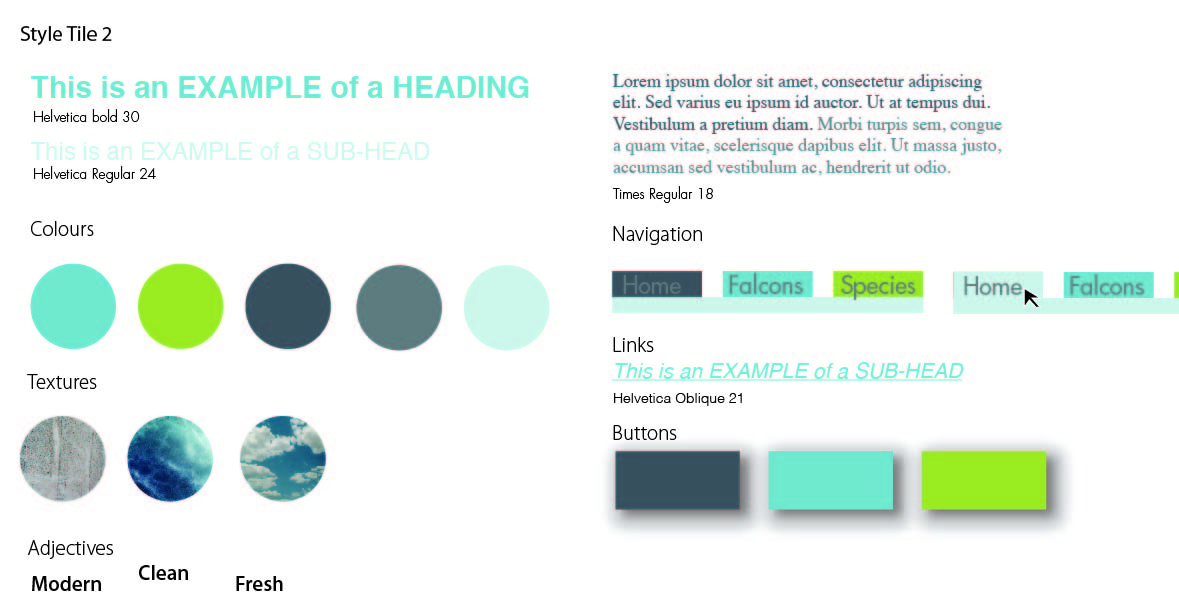 Style Tile 2
This is an EXAMPLE of a HEADING
Helvetica bold 30
This is an EXAMPLE of a SUB-HEAD
Helvetica Regular 24
Colours
Textures
Adjectives
Modern
Clean
Fresh
Lorem ipsum dolor sit amet, consectetur adipiscing
elit. Sed varius eu ipsum id auctor. Ut at tempus dui.
Vestibulum a pretium diam. Morbi turpis sem, congue
a quam vitae, scelerisque dapibus elit. Ut massa justo,
accumsan sed vestibulum ac, hendrerit ut odio.
Times Regular 18
Navigation
Home Falcons Species Home Falcons
Links
This is an EXAMPLE of a SUB-HEAD
Helvetica Oblique 21
Buttons